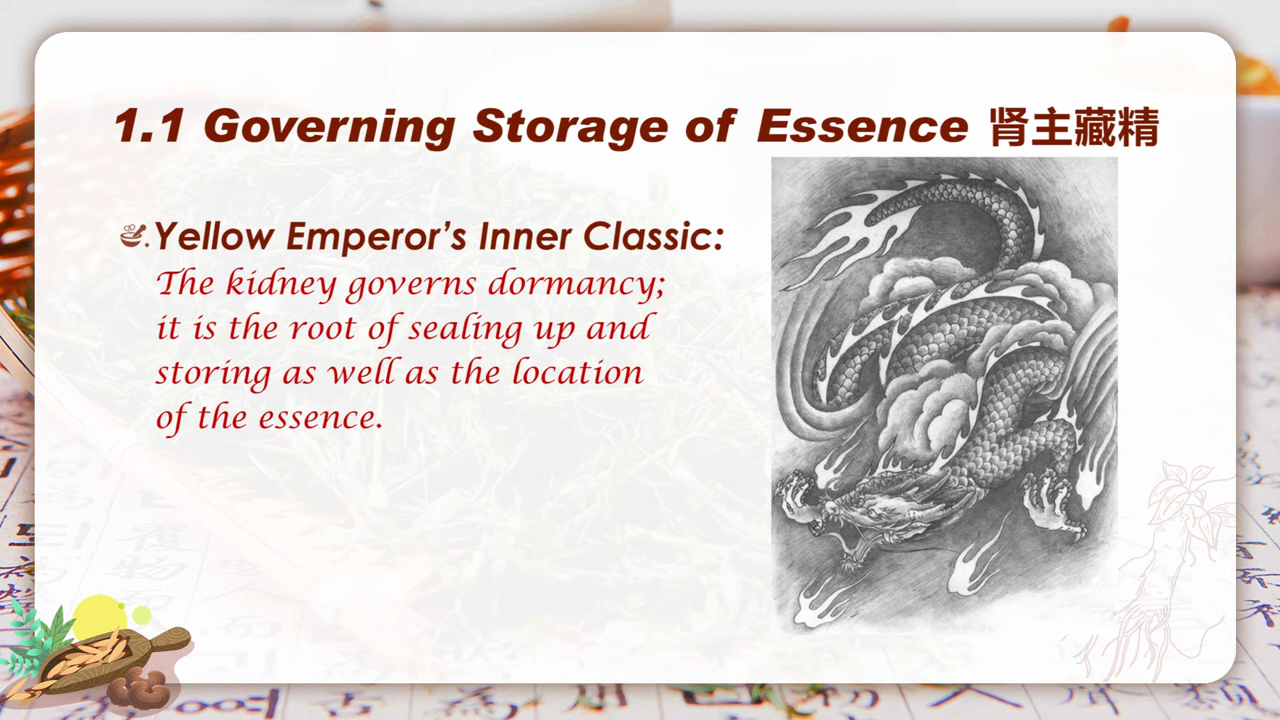 1.1 Governing Storage of Essence 肾主藏精
Yellow Emperor's Inner Classic:
The kidney governs dormancy;
it is the root of sealing up and
storing as well as the location
of the essence.